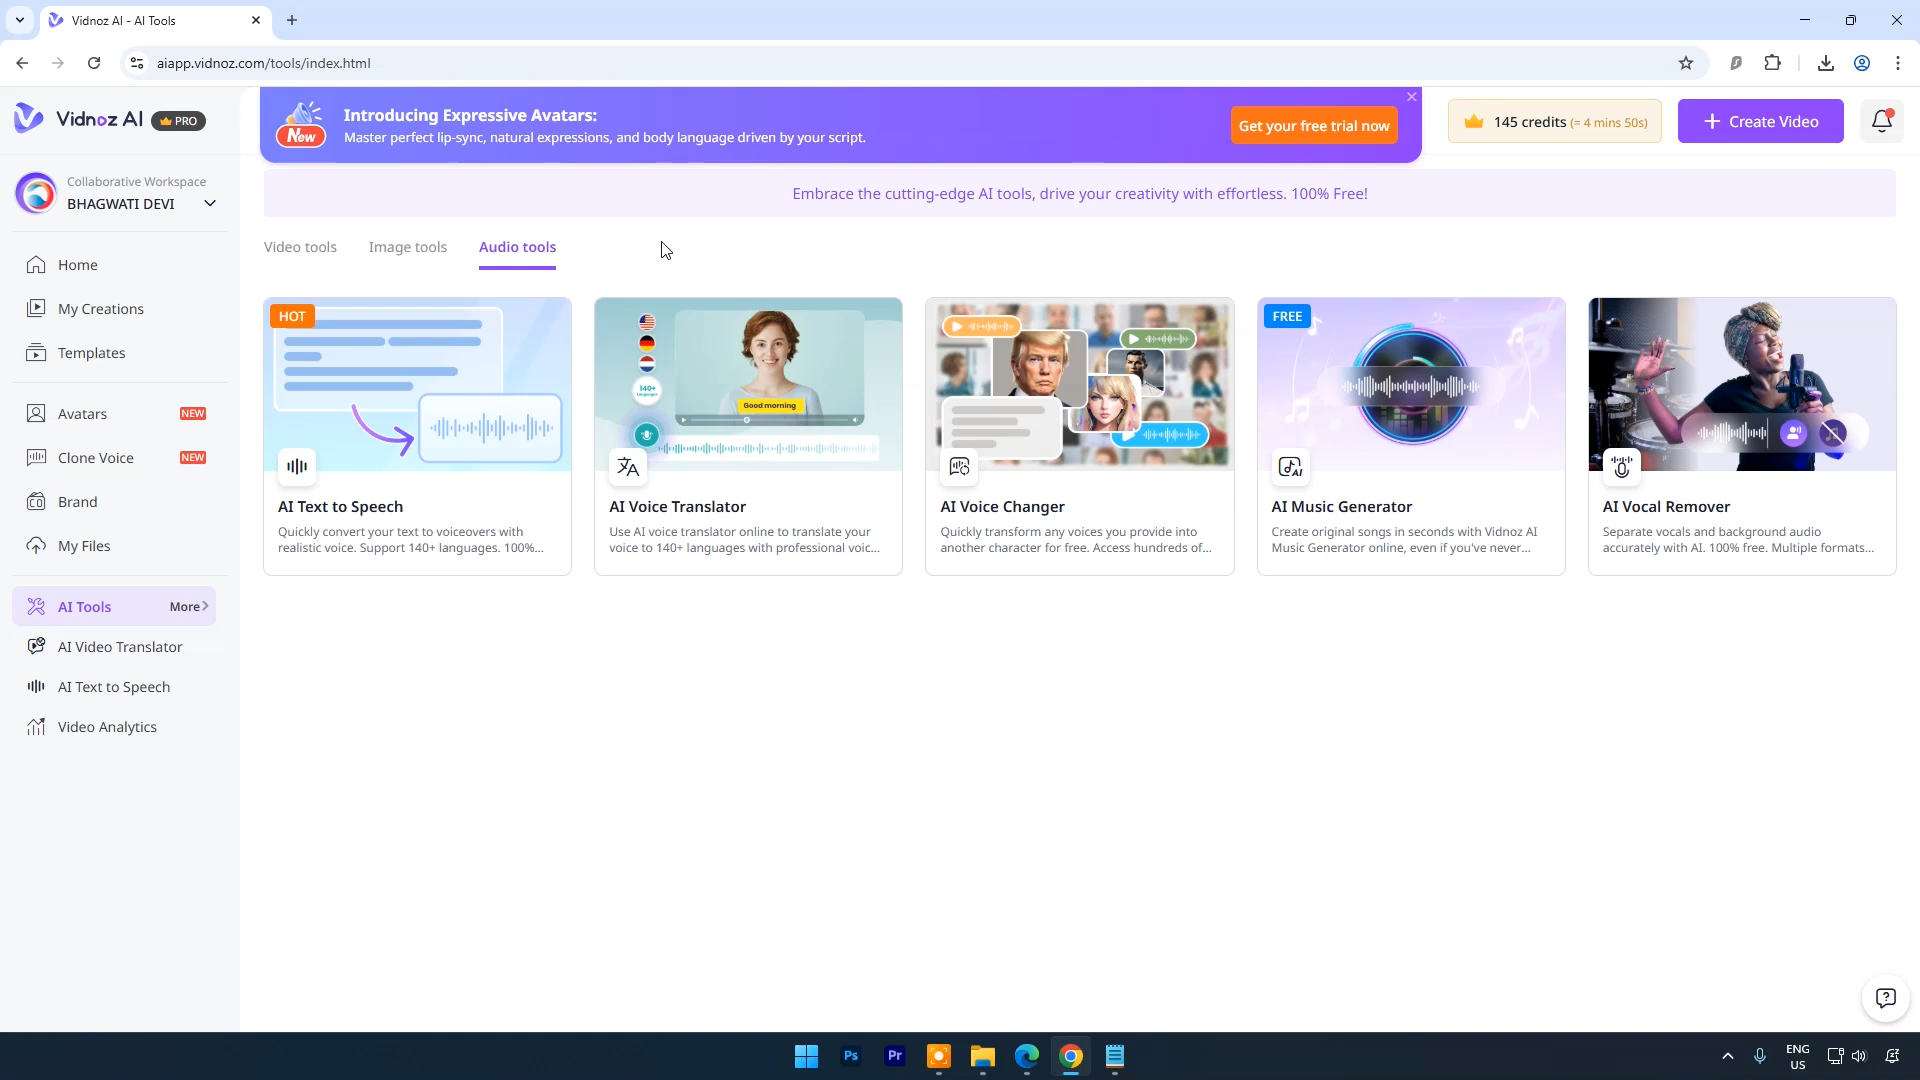 Vidnoz AI - AI Tools
aiapp.vidnoz.com/tools/index.html
Vidnoz AI PRO
New
Introducing Expressive Avatars:
Master perfect lip-sync, natural expressions, and body language driven by your script.
Get your free trial now
145 credits (= 4 mins 50s)
+ Create Video
Collaborative Workspace
BHAGWATI DEVI
Home
My Creations
Templates
Avatars NEW
Clone Voice NEW
Brand
My Files
AI Tools More
AI Video Translator
AI Text to Speech
Video Analytics
Embrace the cutting-edge AI tools, drive your creativity with effortless. 100% Free!
Video tools
Image tools
Audio tools
HOT
AI Text to Speech
Quickly convert your text to voiceovers with
realistic voice. Support 140+ languages. 100%...
140+
languages
Good morning
AI Voice Translator
Use AI voice translator online to translate your
voice to 140+ languages with professional voic...
AI Voice Changer
Quickly transform any voices you provide into
another character for free. Access hundreds of...
FREE
AI
AI Music Generator
Create original songs in seconds with Vidnoz AI
Music Generator online, even if you've never...
AI Vocal Remover
Separate vocals and background audio
accurately with AI. 100% free. Multiple formats...
Ps
Pr
ENG
US